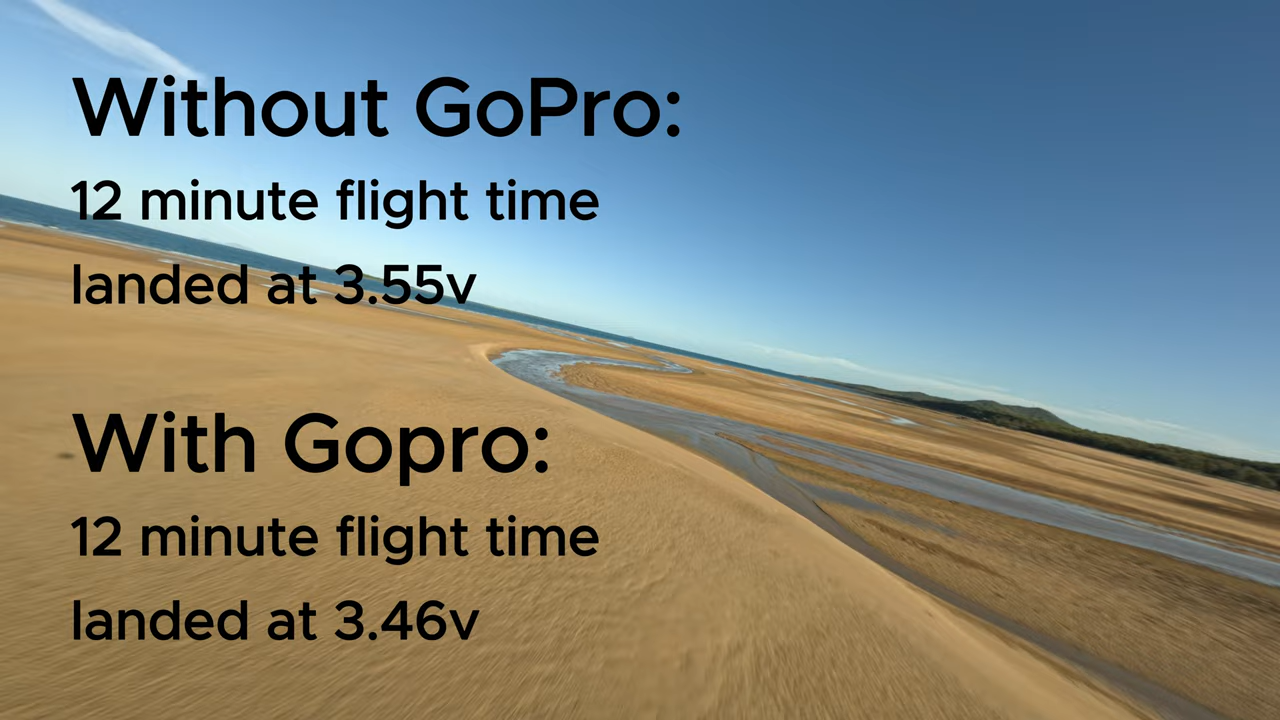 Without GoPro:
12 minute flight time
landed at 3.55v
With Gopro:
12 minute flight time
landed at 3.46v